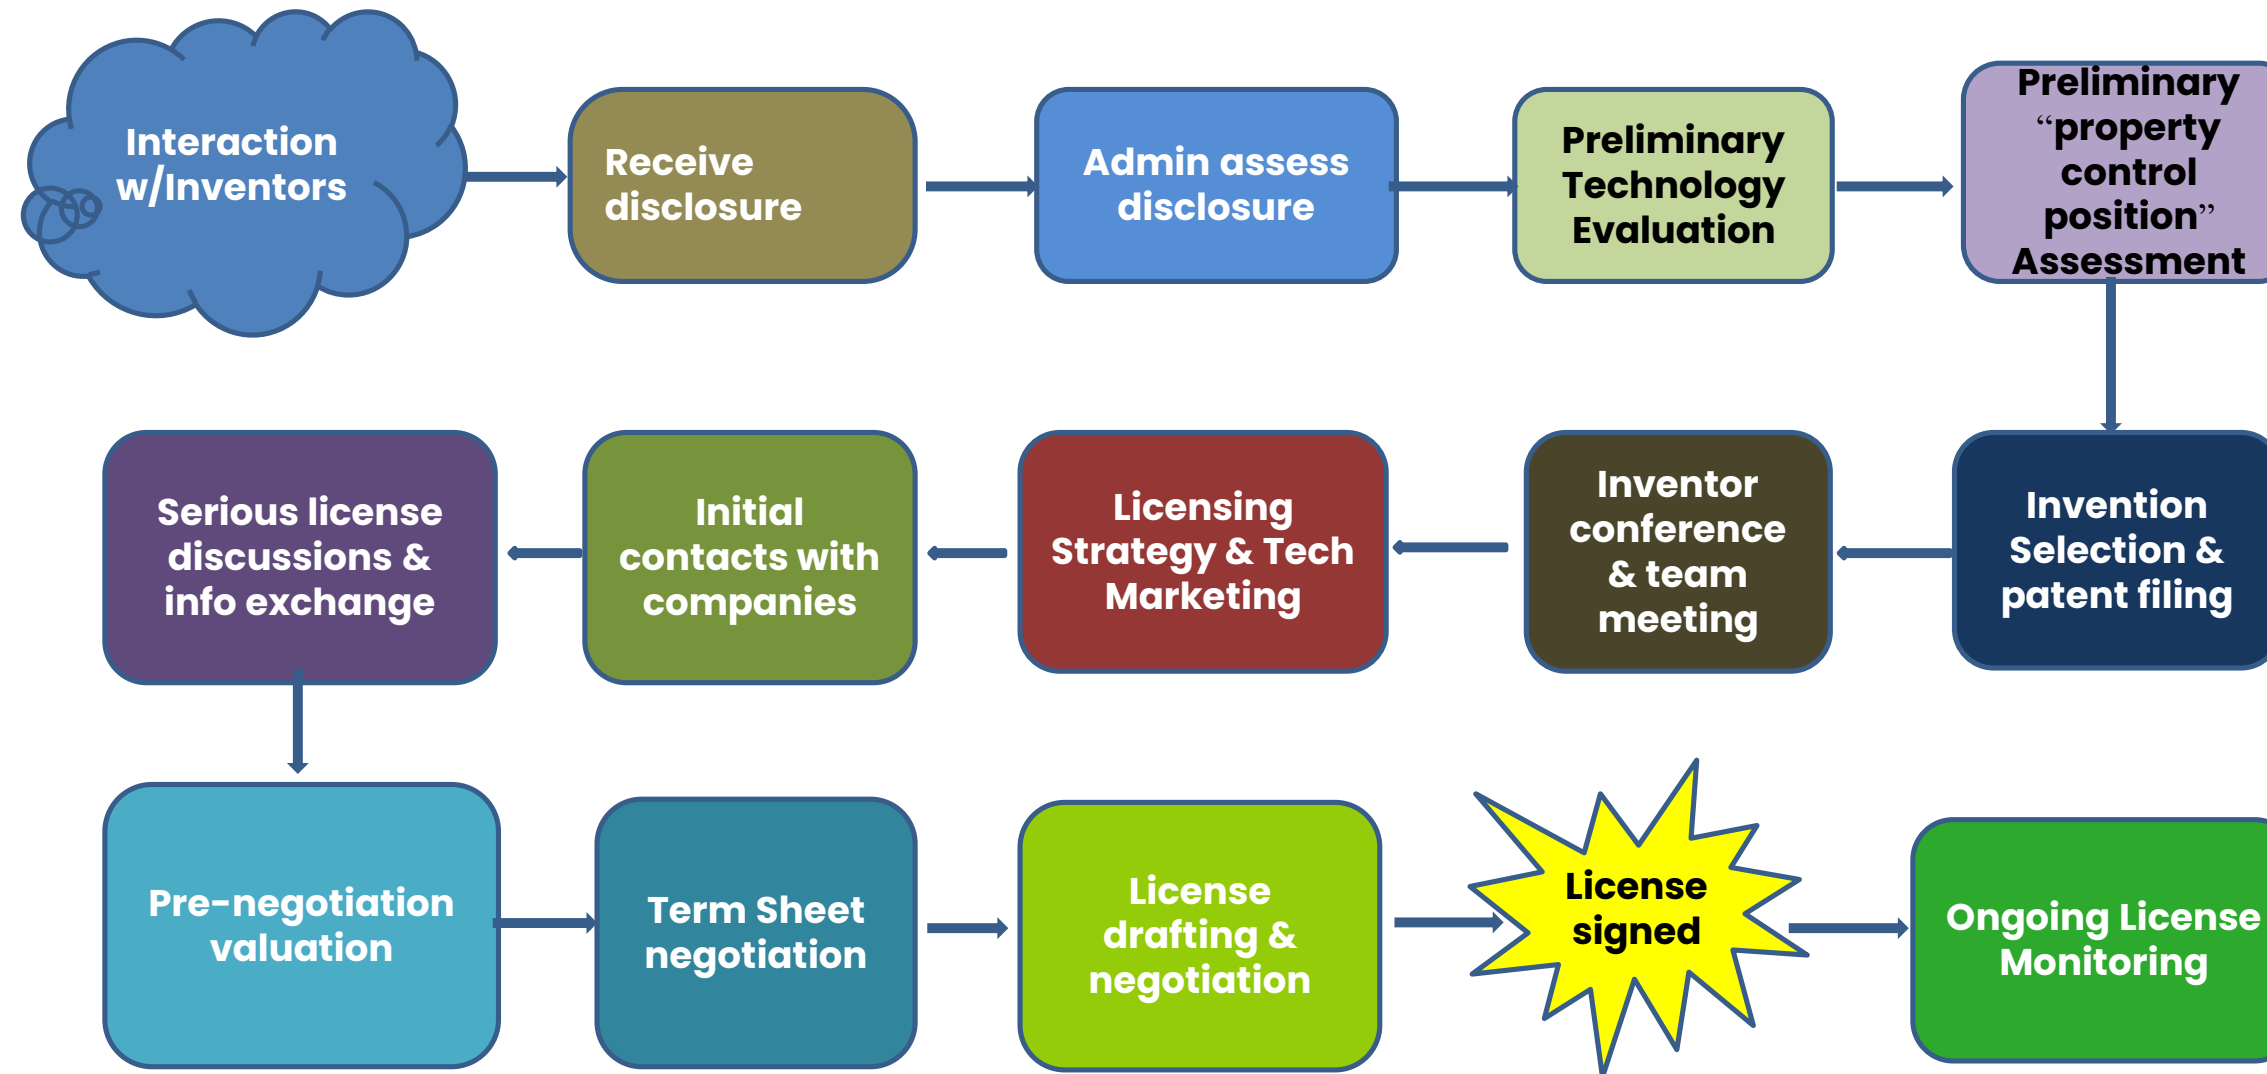 Interaction
w/Inventors
Receive
disclosure
Admin assess
disclosure
Preliminary
Technology
Evaluation
Preliminary
“property
control
position”
Assessment
Serious license
discussions &
info exchange
Initial
contacts with
companies
Licensing
Strategy & Tech
Marketing
Inventor
conference
& team
meeting
Invention
Selection &
patent filing
Pre-negotiation
valuation
Term Sheet
negotiation
License
drafting &
negotiation
License
signed
Ongoing License
Monitoring